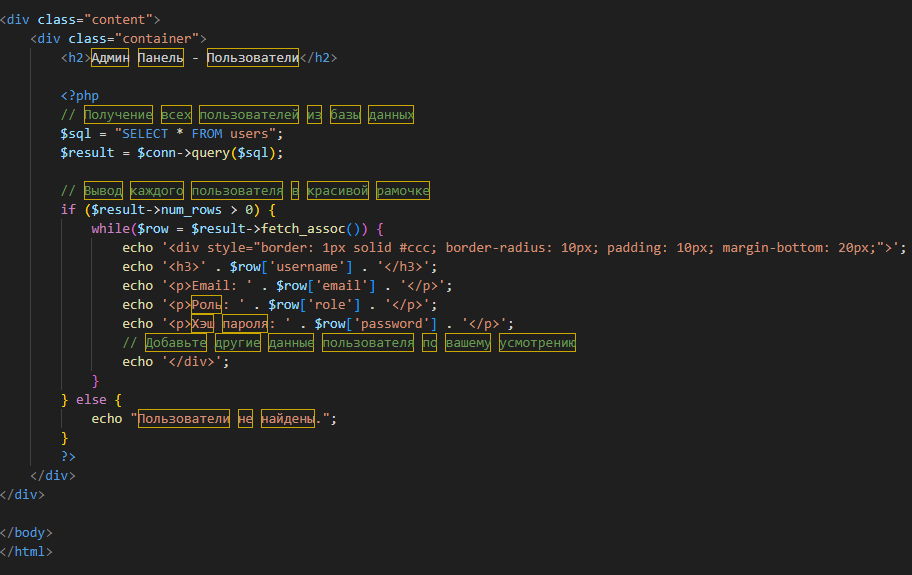 <div class="content">
<div class="container">
<h2>Админ Панель - Пользователи</h2>
<?php
// Получение всех пользователей из базы данных
$sql = "SELECT * FROM users";
$result = $conn->query($sql);
// Вывод каждого пользователя в красивой рамочке
if ($result->num_rows > 0) {
while($row = $result->fetch_assoc()) {
echo '<div style="border: 1px solid #ccc; border-radius: 10px; padding: 10px; margin-bottom: 20px;">';
echo '<h3>' . $row['username'] . '</h3>';
echo '<p>Email: ' . $row['email'] . '</p>';
echo '<p>Роль: ' . $row['role'] . '</p>';
echo '<p>Хэш пароля: ' . $row['password'] . '</p>';
// Добавьте другие данные пользователя по вашему усмотрению
echo '</div>';
}
} else {
echo "Пользователи не найдены.";
}
?>
</div>
</div>
</body>
</html>